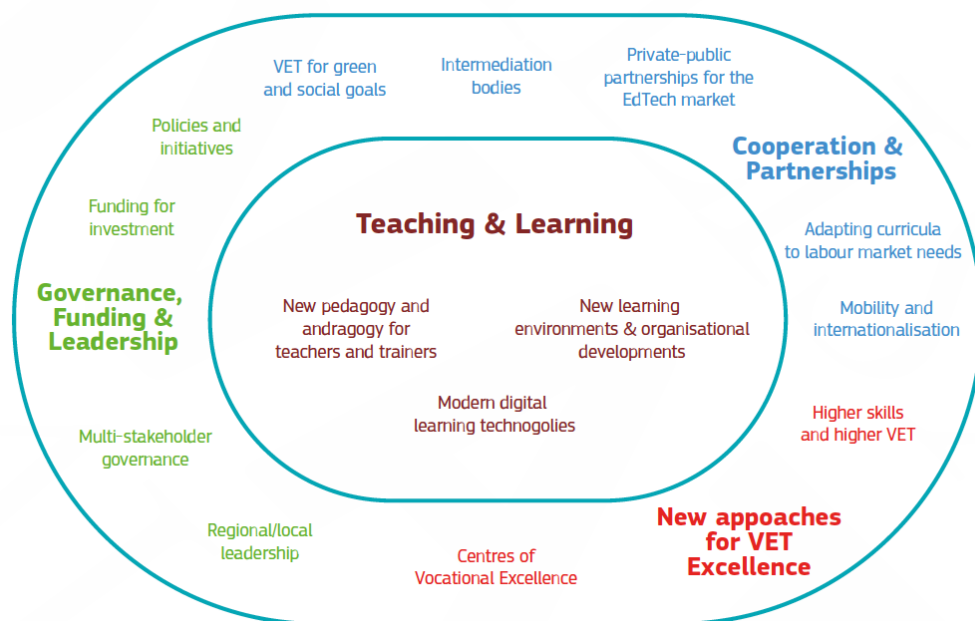 VET for green
and social goals
Intermediation
bodies
Private-public
partnerships for the
EdTech market
Policies and
initiatives
Cooperation &
Partnerships
Funding for
investment
Teaching & Learning
Adapting curricula
to labour market needs
Governance,
Funding &
Leadership
New pedagogy and
andragogy for
teachers and trainers
New learning
environments & organisational
developments
Mobility and
internationalisation
Modern digital
learning technogolies
Higher skills
and higher VET
Multi-stakeholder
governance
Regional/local
leadership
Centres of
Vocational Excellence
New appoaches
for VET
Excellence